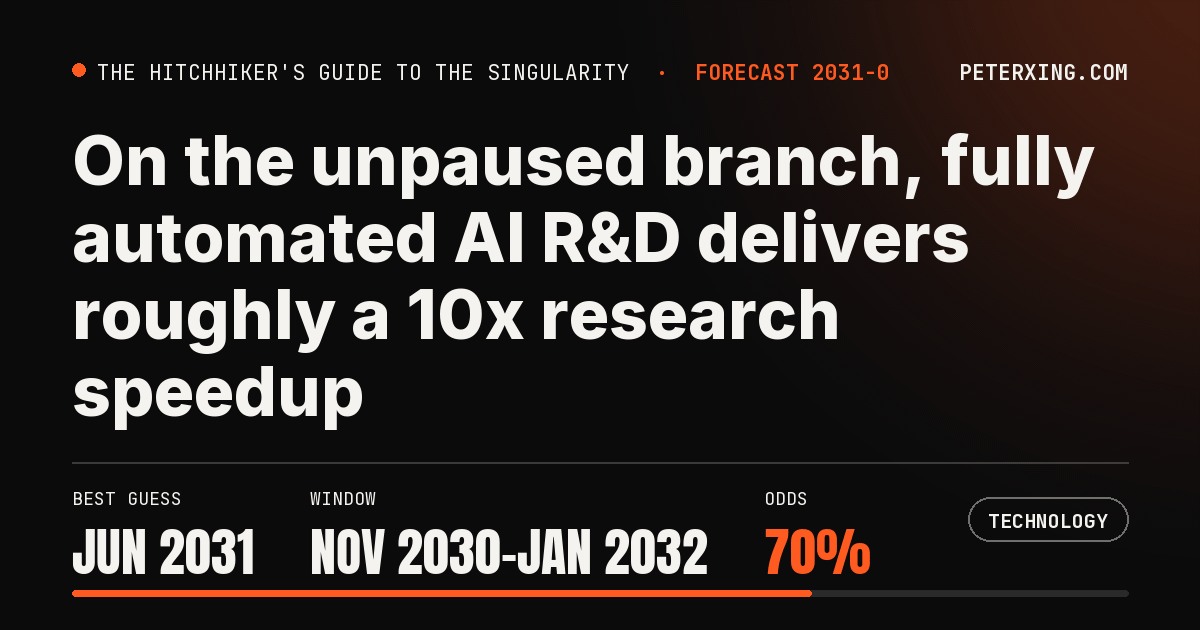 THE HITCHHIKER'S GUIDE TO THE SINGULARITY · FORECAST 2031-0 PETERXING.COM
On the unpaused branch, fully
automated AI R&D delivers
roughly a 10x research
speedup
BEST GUESS WINDOW ODDS
JUN 2031 NOV 2030-JAN 2032 70% TECHNOLOGY